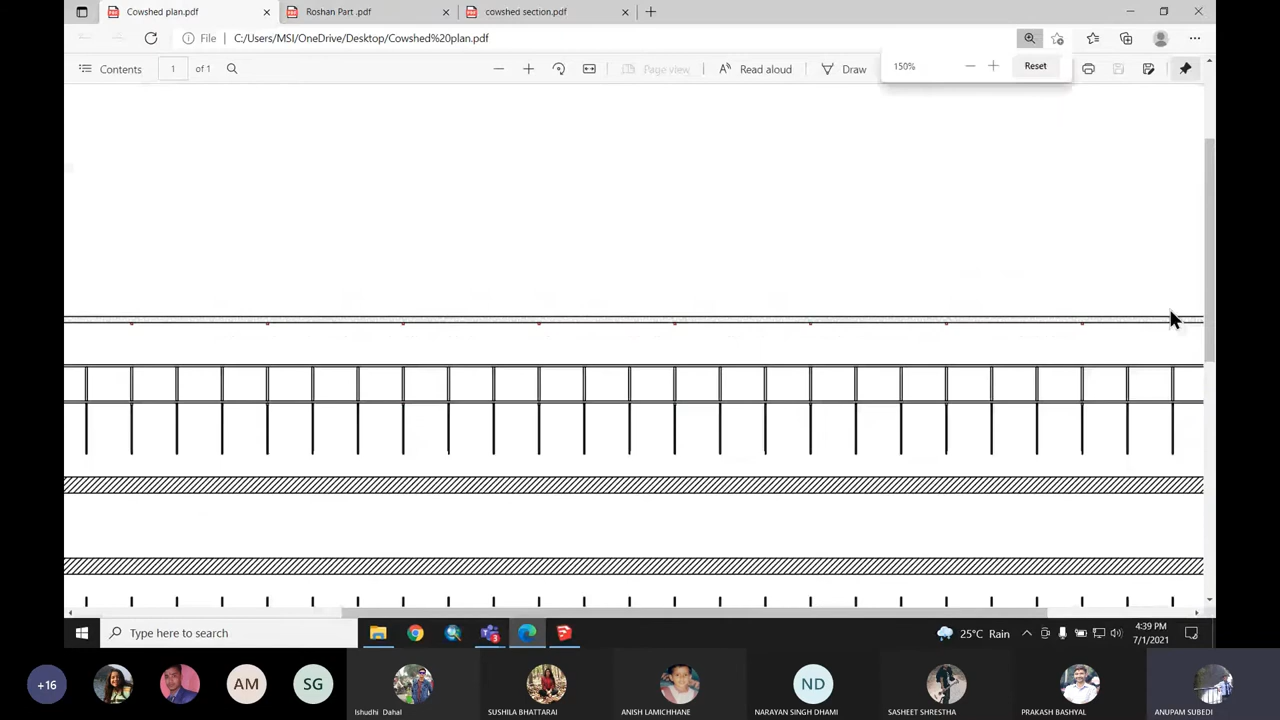 Cowshed plan.pdf
Roshan Part .pdf
cowshed section.pdf
File
C:/Users/MSI/OneDrive/Desktop/Cowshed%20plan.pdf
Contents
1
of 1
Page view
Read aloud
Draw
150%
Reset
Type here to search
25°C Rain
4:39 PM
7/1/2021
+16
AM
SG
Ishudhi Dahal
SUSHILA BHATTARAI
ANISH LAMICHHANE
ND
NARAYAN SINGH DHAMI
SASHEET SHRESTHA
PRAKASH BASHYAL
ANUPAM SUBEDI